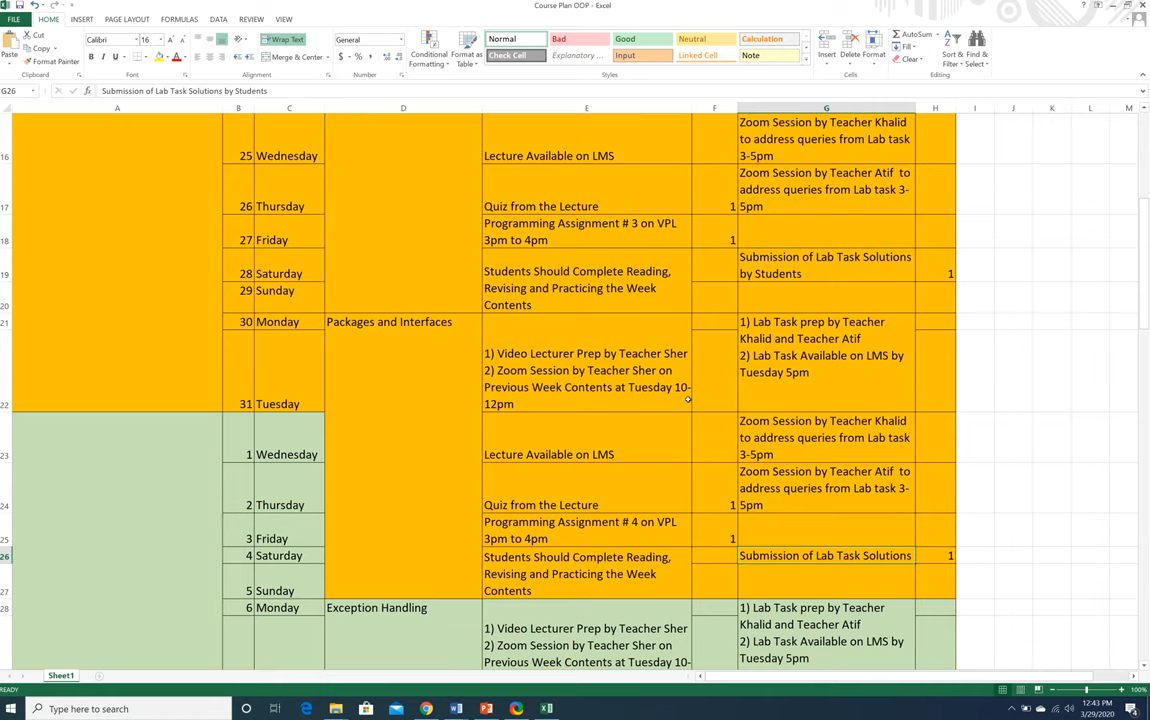 Course Plan OOP - Excel
FILE HOME INSERT PAGE LAYOUT FORMULAS DATA REVIEW VIEW
Cut
Copy
Format Painter
Paste
Clipboard
Calibri 16
B I U
Font
Wrap Text
Merge & Center
Alignment
General
$ % ,
Number
Conditional Formatting
Format as Table
Normal Bad Good Neutral Calculation
Check Cell Explanatory ... Input Linked Cell Note
Styles
Insert Delete Format
Cells
AutoSum
Fill
Clear
Sort & Filter
Find & Select
Editing
G26 fx Submission of Lab Task Solutions by Students
A B C D E F G H I J K L M
16 25 Wednesday Lecture Available on LMS
Zoom Session by Teacher Khalid
to address queries from Lab task
3-5pm
17 26 Thursday Quiz from the Lecture 1
Zoom Session by Teacher Atif to
address queries from Lab task 3-
5pm
18 27 Friday
Programming Assignment # 3 on VPL
3pm to 4pm 1
19 28 Saturday
Submission of Lab Task Solutions
by Students 1
20 29 Sunday
Students Should Complete Reading,
Revising and Practicing the Week
Contents
21 30 Monday Packages and Interfaces
22 31 Tuesday
1) Video Lecturer Prep by Teacher Sher
2) Zoom Session by Teacher Sher on
Previous Week Contents at Tuesday 10-
12pm
1) Lab Task prep by Teacher
Khalid and Teacher Atif
2) Lab Task Available on LMS by
Tuesday 5pm
23 1 Wednesday Lecture Available on LMS
Zoom Session by Teacher Khalid
to address queries from Lab task
3-5pm
24 2 Thursday Quiz from the Lecture 1
Zoom Session by Teacher Atif to
address queries from Lab task 3-
5pm
25 3 Friday
Programming Assignment # 4 on VPL
3pm to 4pm 1
26 4 Saturday Submission of Lab Task Solutions 1
27 5 Sunday
Students Should Complete Reading,
Revising and Practicing the Week
Contents
28 6 Monday Exception Handling
1) Video Lecturer Prep by Teacher Sher
2) Zoom Session by Teacher Sher on
Previous Week Contents at Tuesday 10-
1) Lab Task prep by Teacher
Khalid and Teacher Atif
2) Lab Task Available on LMS by
Tuesday 5pm
Sheet1
READY 100%
Type here to search
12:43 PM
3/29/2020